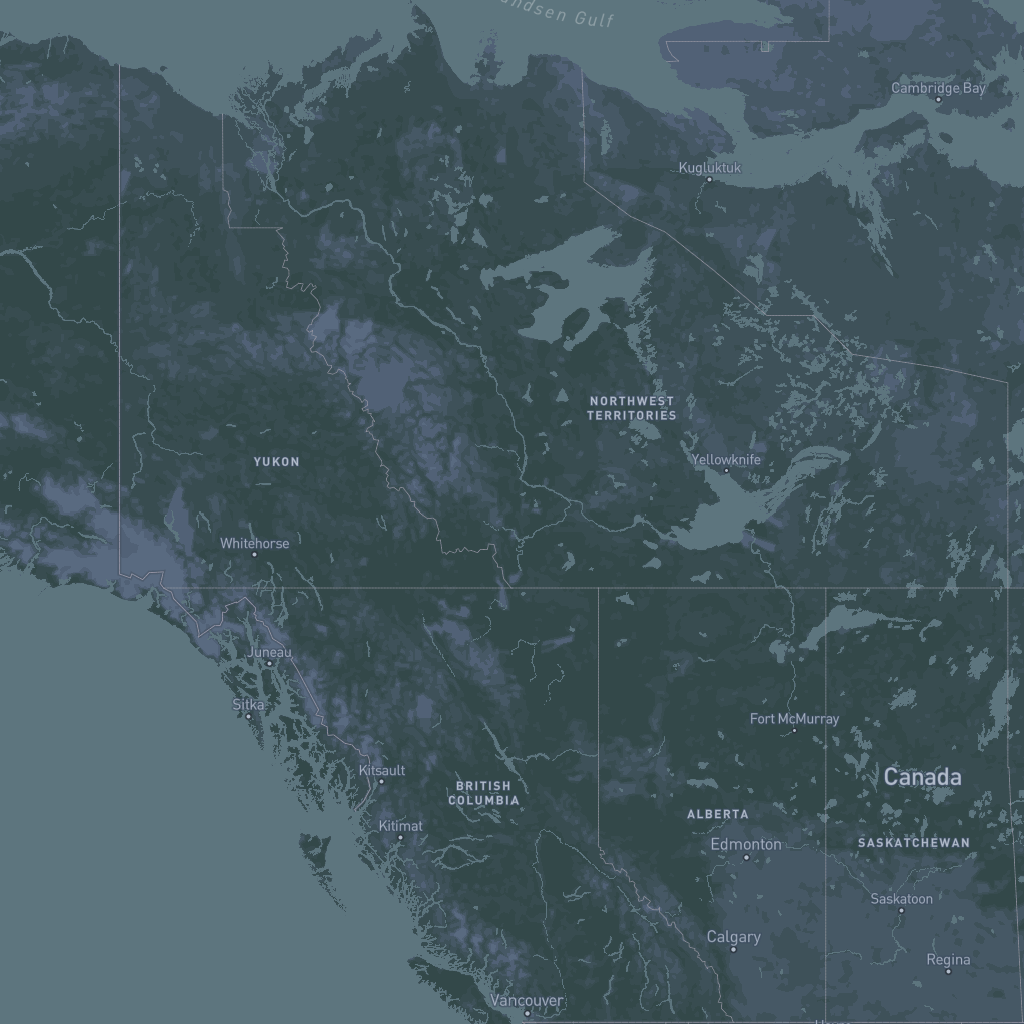 Gulf
Cambridge Bay
Kugluktuk
NORTHWEST
TERRITORIES
YUKON
Yellowknife
Whitehorse
Juneau
Sitka
Fort McMurray
Kitsault
Canada
BRITISH
COLUMBIA
ALBERTA
Kitimat
Edmonton
SASKATCHEWAN
Saskatoon
Calgary
Regina
Vancouver